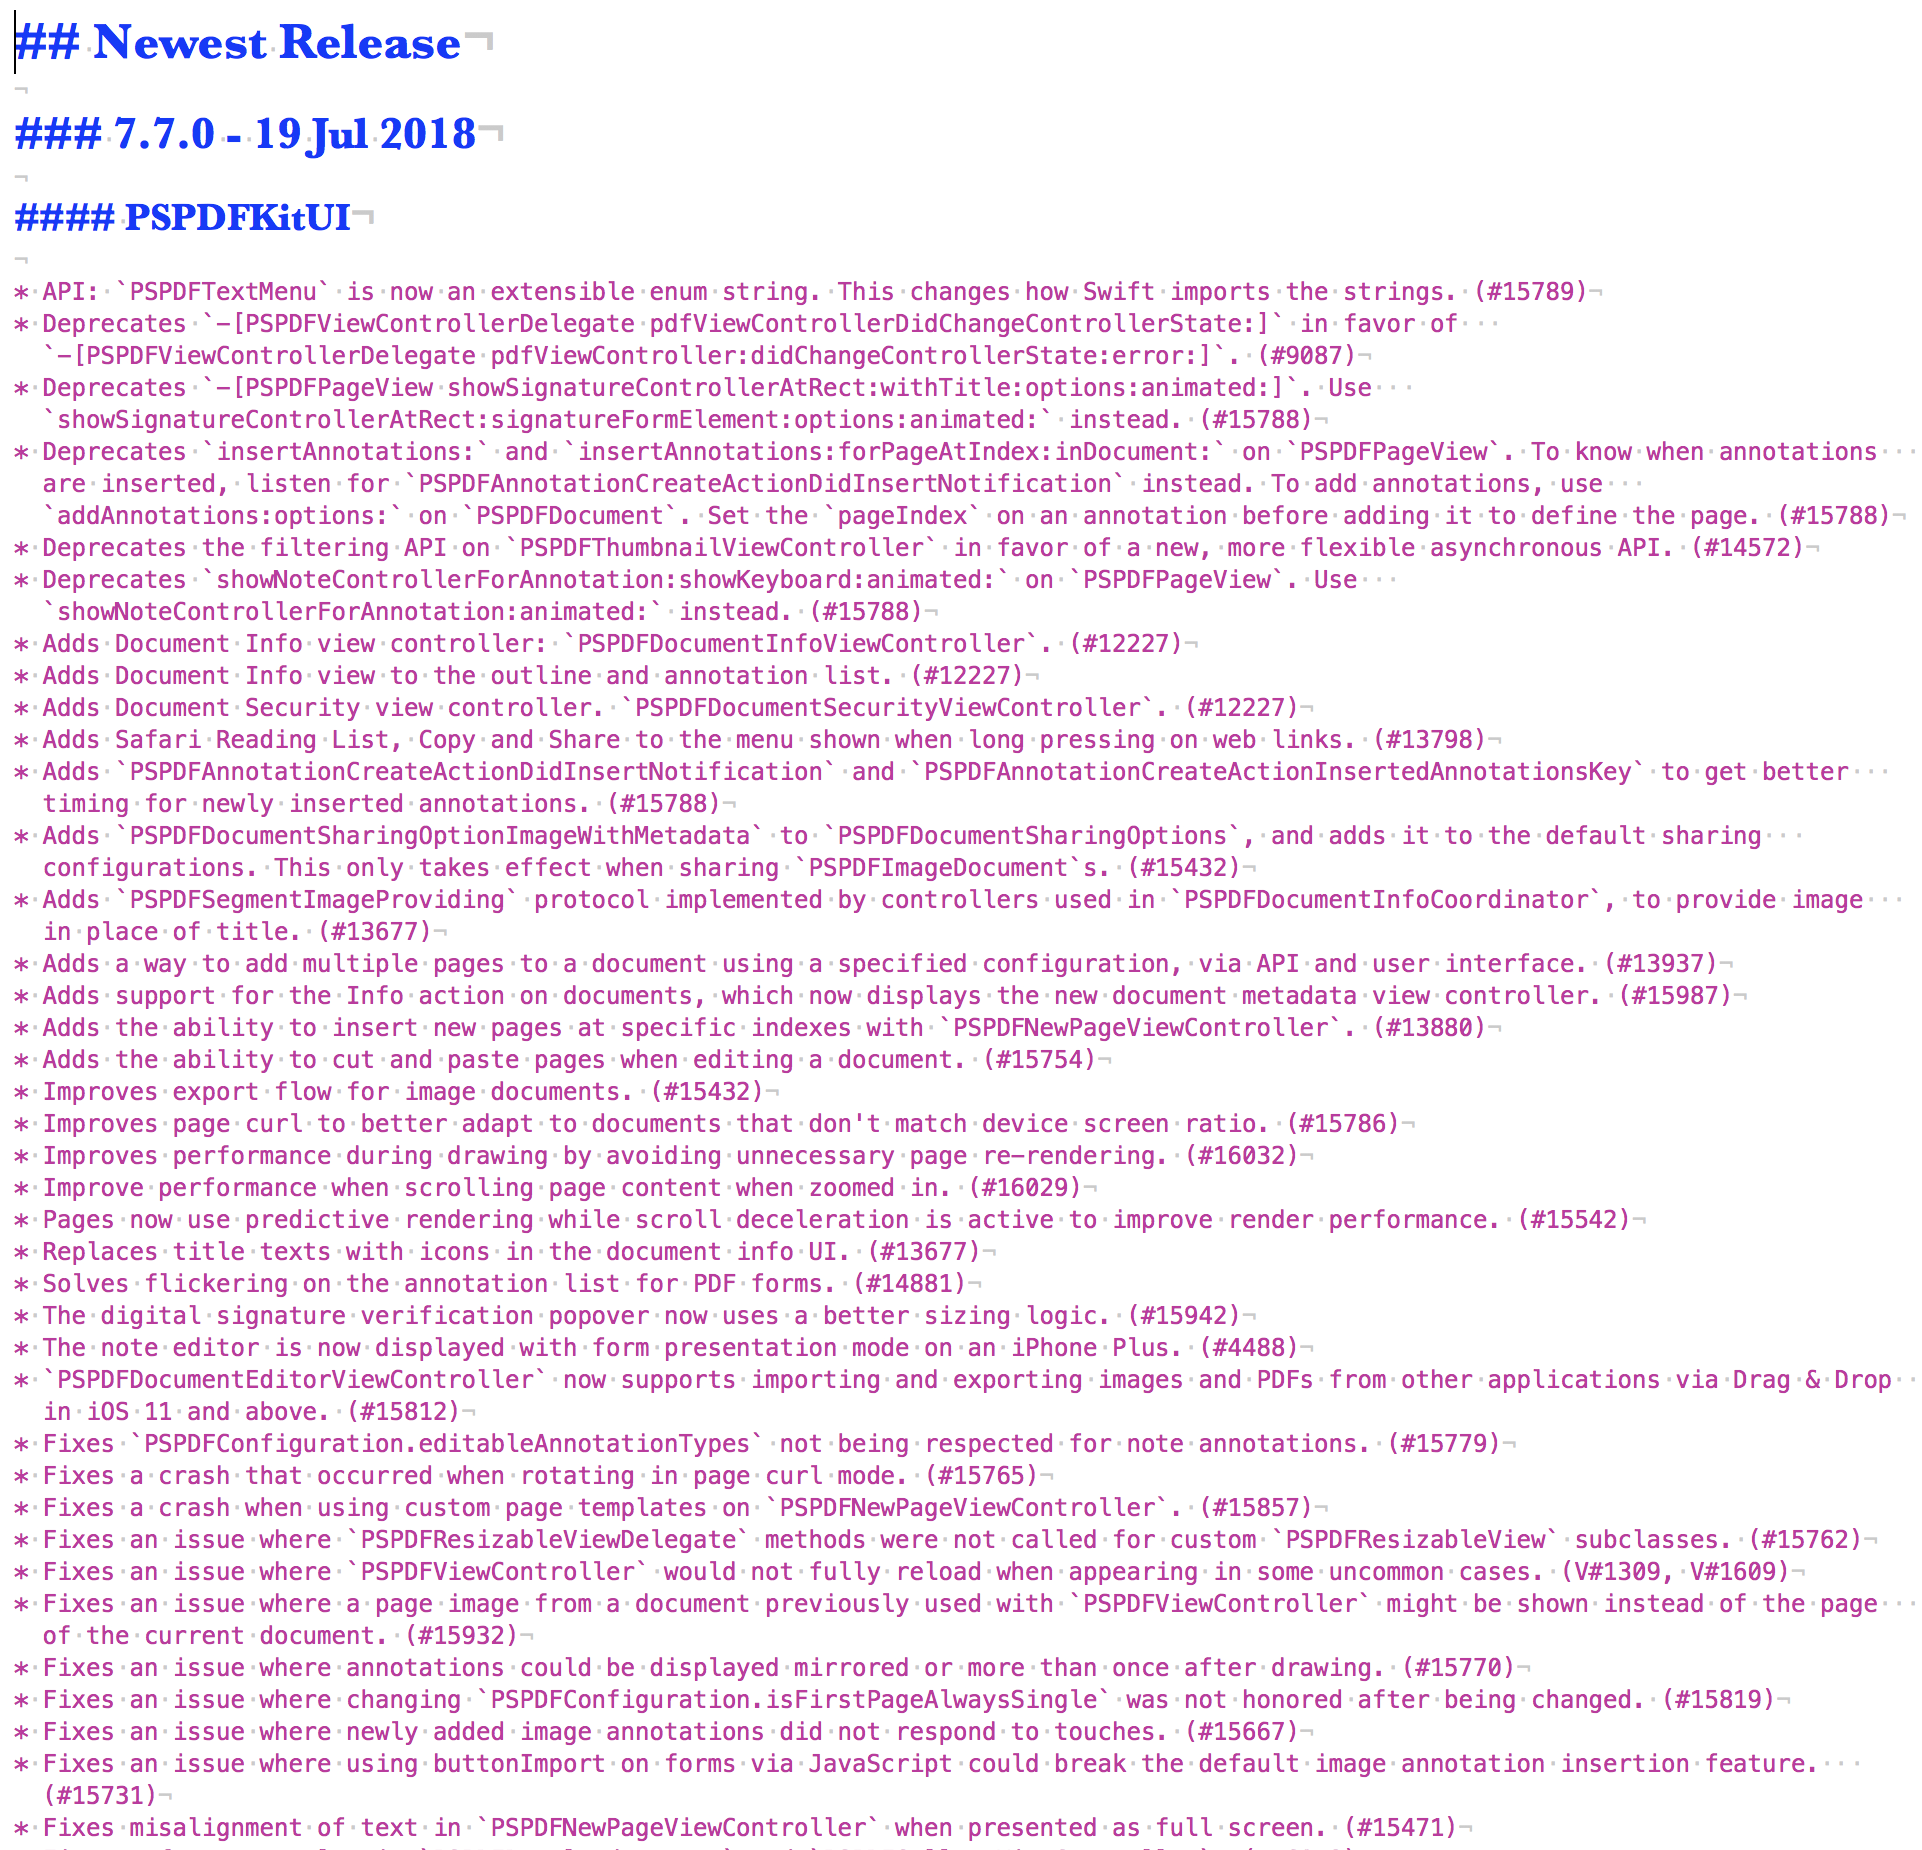 ## Newest Release
### 7.7.0 - 19 Jul 2018
#### PSPDFKitUI
* API: `PSPDFTextMenu` is now an extensible enum string. This changes how Swift imports the strings. (#15789)
* Deprecates `-[PSPDFViewControllerDelegate pdfViewControllerDidChangeControllerState:]` in favor of
`-[PSPDFViewControllerDelegate pdfViewController:didChangeControllerState:error:]`. (#9087)
* Deprecates `-[PSPDFPageView showSignatureControllerAtRect:withTitle:options:animated:]`. Use
`showSignatureControllerAtRect:signatureFormElement:options:animated:` instead. (#15788)
* Deprecates `insertAnnotations:` and `insertAnnotations:forPageAtIndex:inDocument:` on `PSPDFPageView`. To know when annotations
are inserted, listen for `PSPDFAnnotationCreateActionDidInsertNotification` instead. To add annotations, use
`addAnnotations:options:` on `PSPDFDocument`. Set the `pageIndex` on an annotation before adding it to define the page. (#15788)
* Deprecates the filtering API on `PSPDFThumbnailViewController` in favor of a new, more flexible asynchronous API. (#14572)
* Deprecates `showNoteControllerForAnnotation:showKeyboard:animated:` on `PSPDFPageView`. Use
`showNoteControllerForAnnotation:animated:` instead. (#15788)
* Adds Document Info view controller: `PSPDFDocumentInfoViewController`. (#12227)
* Adds Document Info view to the outline and annotation list. (#12227)
* Adds Document Security view controller. `PSPDFDocumentSecurityViewController`. (#12227)
* Adds Safari Reading List, Copy and Share to the menu shown when long pressing on web links. (#13798)
* Adds `PSPDFAnnotationCreateActionDidInsertNotification` and `PSPDFAnnotationCreateActionInsertedAnnotationsKey` to get better
timing for newly inserted annotations. (#15788)
* Adds `PSPDFDocumentSharingOptionImageWithMetadata` to `PSPDFDocumentSharingOptions`, and adds it to the default sharing
configurations. This only takes effect when sharing `PSPDFImageDocument`s. (#15432)
* Adds `PSPDFSegmentImageProviding` protocol implemented by controllers used in `PSPDFDocumentInfoCoordinator`, to provide image
in place of title. (#13677)
* Adds a way to add multiple pages to a document using a specified configuration, via API and user interface. (#13937)
* Adds support for the Info action on documents, which now displays the new document metadata view controller. (#15987)
* Adds the ability to insert new pages at specific indexes with `PSPDFNewPageViewController`. (#13880)
* Adds the ability to cut and paste pages when editing a document. (#15754)
* Improves export flow for image documents. (#15432)
* Improves page curl to better adapt to documents that don't match device screen ratio. (#15786)
* Improves performance during drawing by avoiding unnecessary page re-rendering. (#16032)
* Improve performance when scrolling page content when zoomed in. (#16029)
* Pages now use predictive rendering while scroll deceleration is active to improve render performance. (#15542)
* Replaces title texts with icons in the document info UI. (#13677)
* Solves flickering on the annotation list for PDF forms. (#14881)
* The digital signature verification popover now uses a better sizing logic. (#15942)
* The note editor is now displayed with form presentation mode on an iPhone Plus. (#4488)
* `PSPDFDocumentEditorViewController` now supports importing and exporting images and PDFs from other applications via Drag & Drop
in iOS 11 and above. (#15812)
* Fixes `PSPDFConfiguration.editableAnnotationTypes` not being respected for note annotations. (#15779)
* Fixes a crash that occurred when rotating in page curl mode. (#15765)
* Fixes a crash when using custom page templates on `PSPDFNewPageViewController`. (#15857)
* Fixes an issue where `PSPDFResizableViewDelegate` methods were not called for custom `PSPDFResizableView` subclasses. (#15762)
* Fixes an issue where `PSPDFViewController` would not fully reload when appearing in some uncommon cases. (V#1309, V#1609)
* Fixes an issue where a page image from a document previously used with `PSPDFViewController` might be shown instead of the page
of the current document. (#15932)
* Fixes an issue where annotations could be displayed mirrored or more than once after drawing. (#15770)
* Fixes an issue where changing `PSPDFConfiguration.isFirstPageAlwaysSingle` was not honored after being changed. (#15819)
* Fixes an issue where newly added image annotations did not respond to touches. (#15667)
* Fixes an issue where using buttonImport on forms via JavaScript could break the default image annotation insertion feature.
(#15731)
* Fixes misalignment of text in `PSPDFNewPageViewController` when presented as full screen. (#15471)